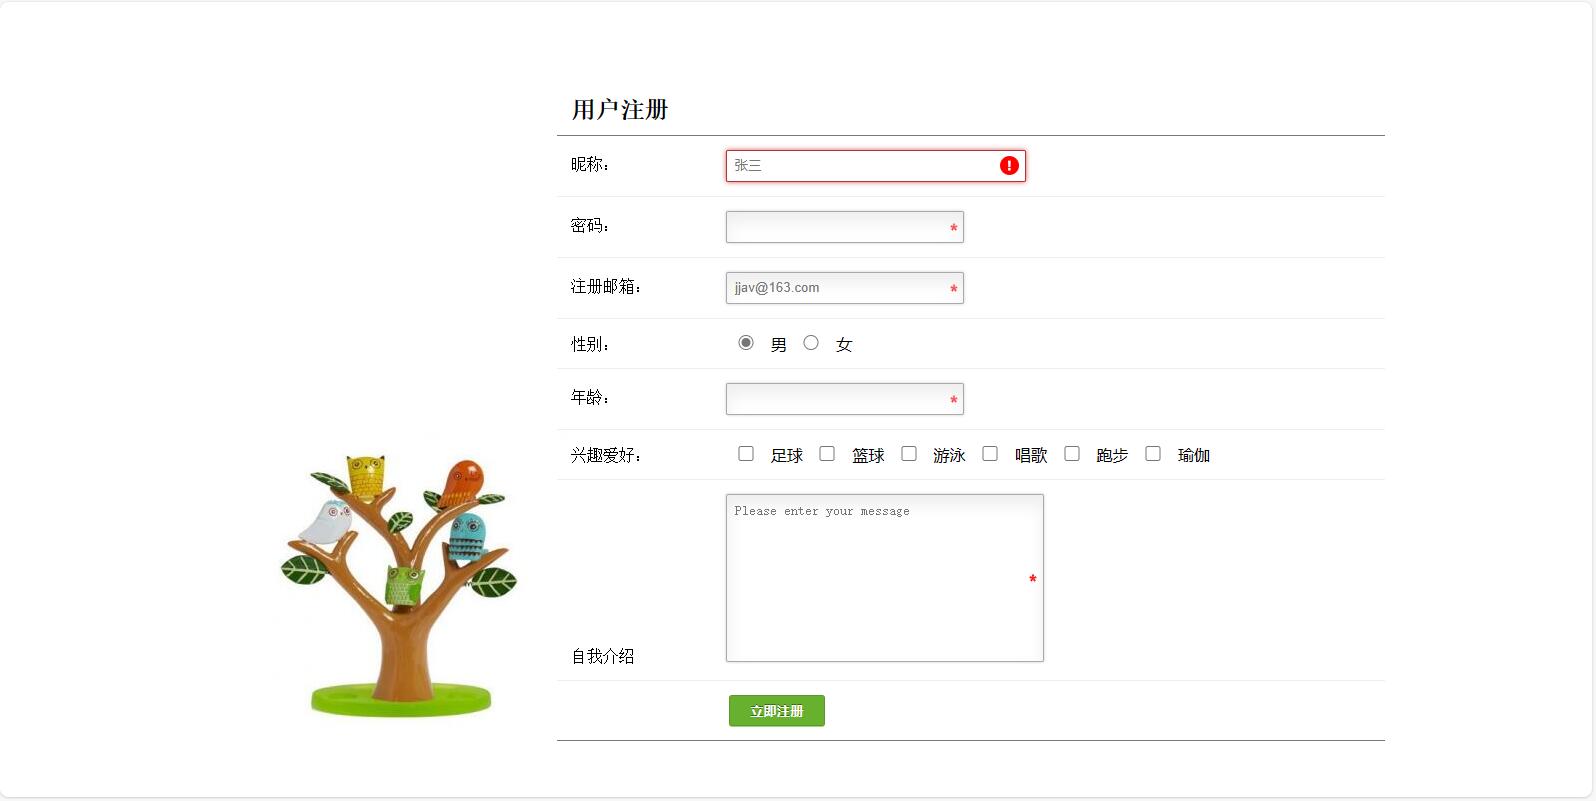 用户注册
昵称：
张三
密码：
*
注册邮箱：
jjav@163.com
*
性别：
男 女
年龄：
*
兴趣爱好：
足球 篮球 游泳 唱歌 跑步 瑜伽
Please enter your message
*
自我介绍
立即注册